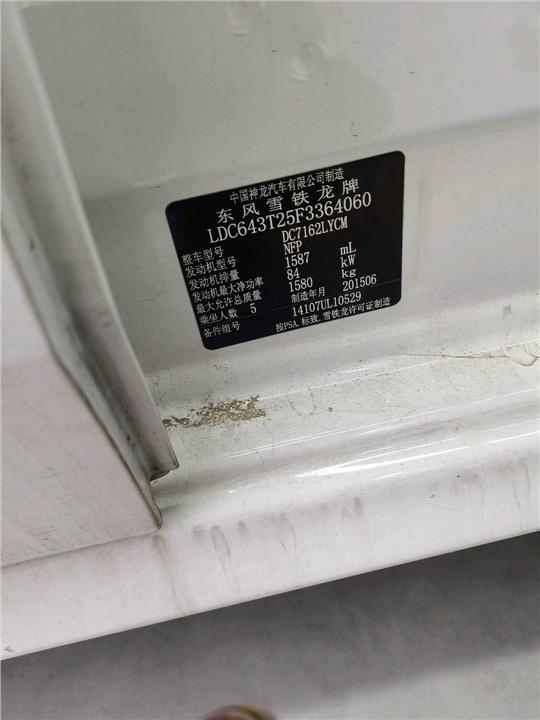 中国神龙汽车有限公司制造
东风雪铁龙牌
LDC643T25F3364060
整车型号 DC7162LYCM
发动机型号 NFP
发动机排量 1587 mL
发动机最大净功率 84 kW
最大允许总质量 1580 kg
乘坐人数 5 制造年月 201506
备件组号 14107UL10529
按PSA.标致.雪铁龙许可证制造